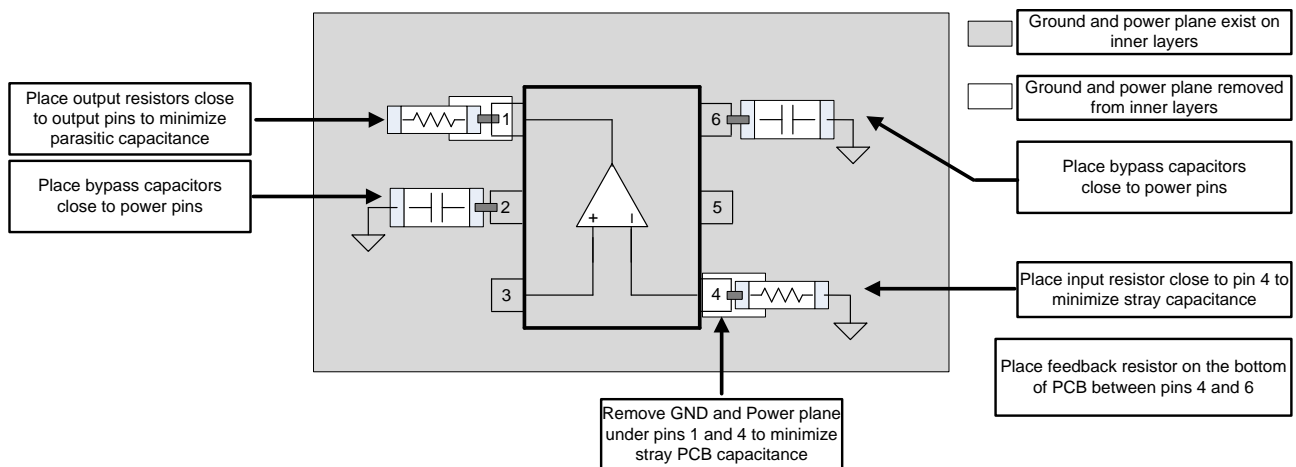 Ground and power plane exist on
inner layers
Ground and power plane removed
from inner layers
Place output resistors close
to output pins to minimize
parasitic capacitance
Place bypass capacitors
close to power pins
1
2
3
6
5
4
+
–
Place bypass capacitors
close to power pins
Place input resistor close to pin 4 to
minimize stray capacitance
Place feedback resistor on the bottom
of PCB between pins 4 and 6
Remove GND and Power plane
under pins 1 and 4 to minimize
stray PCB capacitance